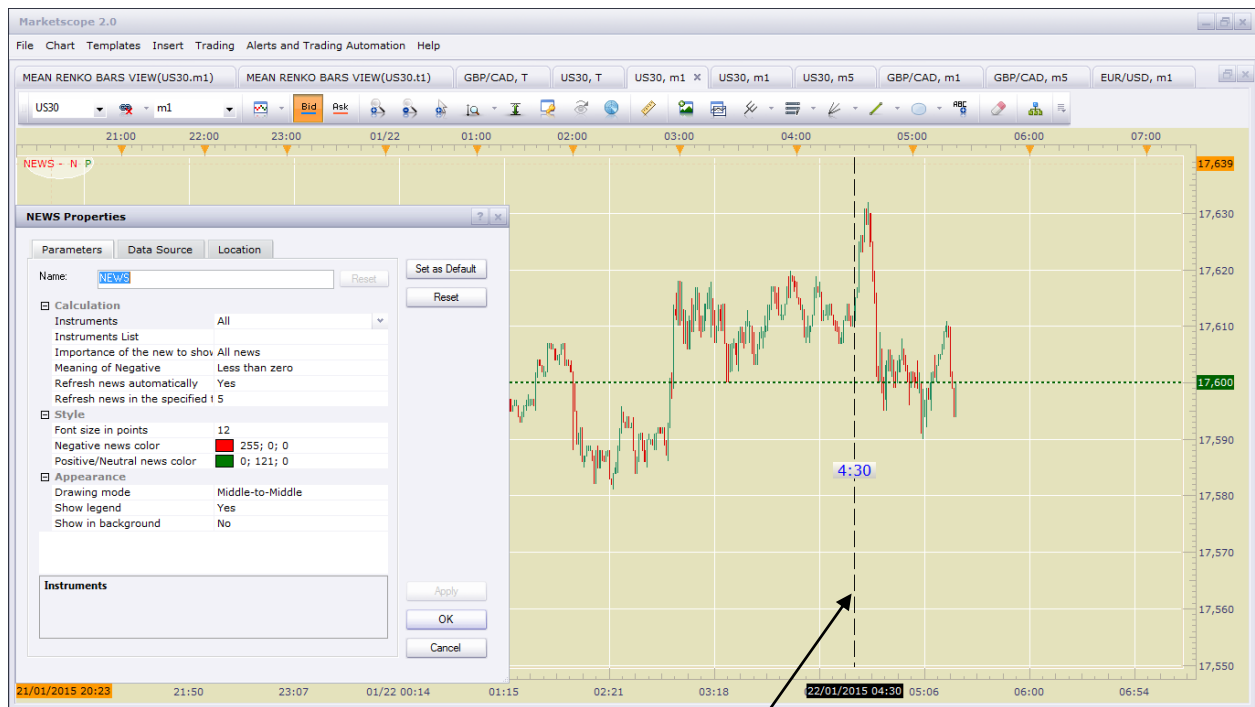 Marketscope 2.0
File Chart Templates Insert Trading Alerts and Trading Automation Help
MEAN RENKO BARS VIEW(US30.m1) MEAN RENKO BARS VIEW(US30.t1) GBP/CAD, T US30, T US30, m1 US30, m1 US30, m5 GBP/CAD, m1 GBP/CAD, m5 EUR/USD, m1
US30 m1 Bid Ask ABC
21:00 22:00 23:00 01/22 01:00 02:00 03:00 04:00 05:00 06:00 07:00
NEWS - N P
17,639
17,630
17,620
17,610
17,600
17,590
17,580
17,570
17,560
17,550
4:30
NEWS Properties
Parameters Data Source Location
Name: NEWS Reset
Set as Default
Reset
Calculation
Instruments All
Instruments List
Importance of the new to shov All news
Meaning of Negative Less than zero
Refresh news automatically Yes
Refresh news in the specified t 5
Style
Font size in points 12
Negative news color 255; 0; 0
Positive/Neutral news color 0; 121; 0
Appearance
Drawing mode Middle-to-Middle
Show legend Yes
Show in background No
Instruments
Apply
OK
Cancel
21/01/2015 20:23 21:50 23:07 01/22 00:14 01:15 02:21 03:18 22/01/2015 04:30 05:06 06:00 06:54